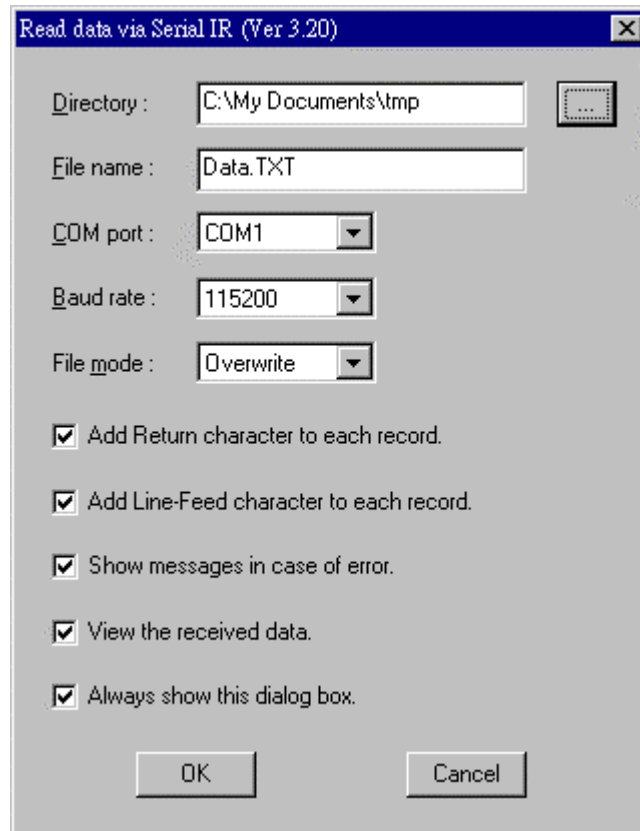 Read data via Serial IR (Ver 3.20)
Directory : C:\My Documents\tmp ...
File name : Data.TXT
COM port : COM1
Baud rate : 115200
File mode : Overwrite
Add Return character to each record.
Add Line-Feed character to each record.
Show messages in case of error.
View the received data.
Always show this dialog box.
OK Cancel